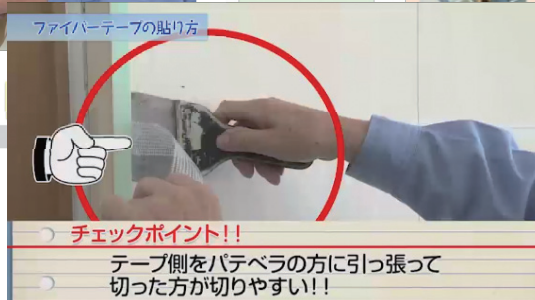 ファイバーテープの貼り方
チェックポイント!!
テープ側をパテベラの方に引っ張って
切った方が切りやすい!!